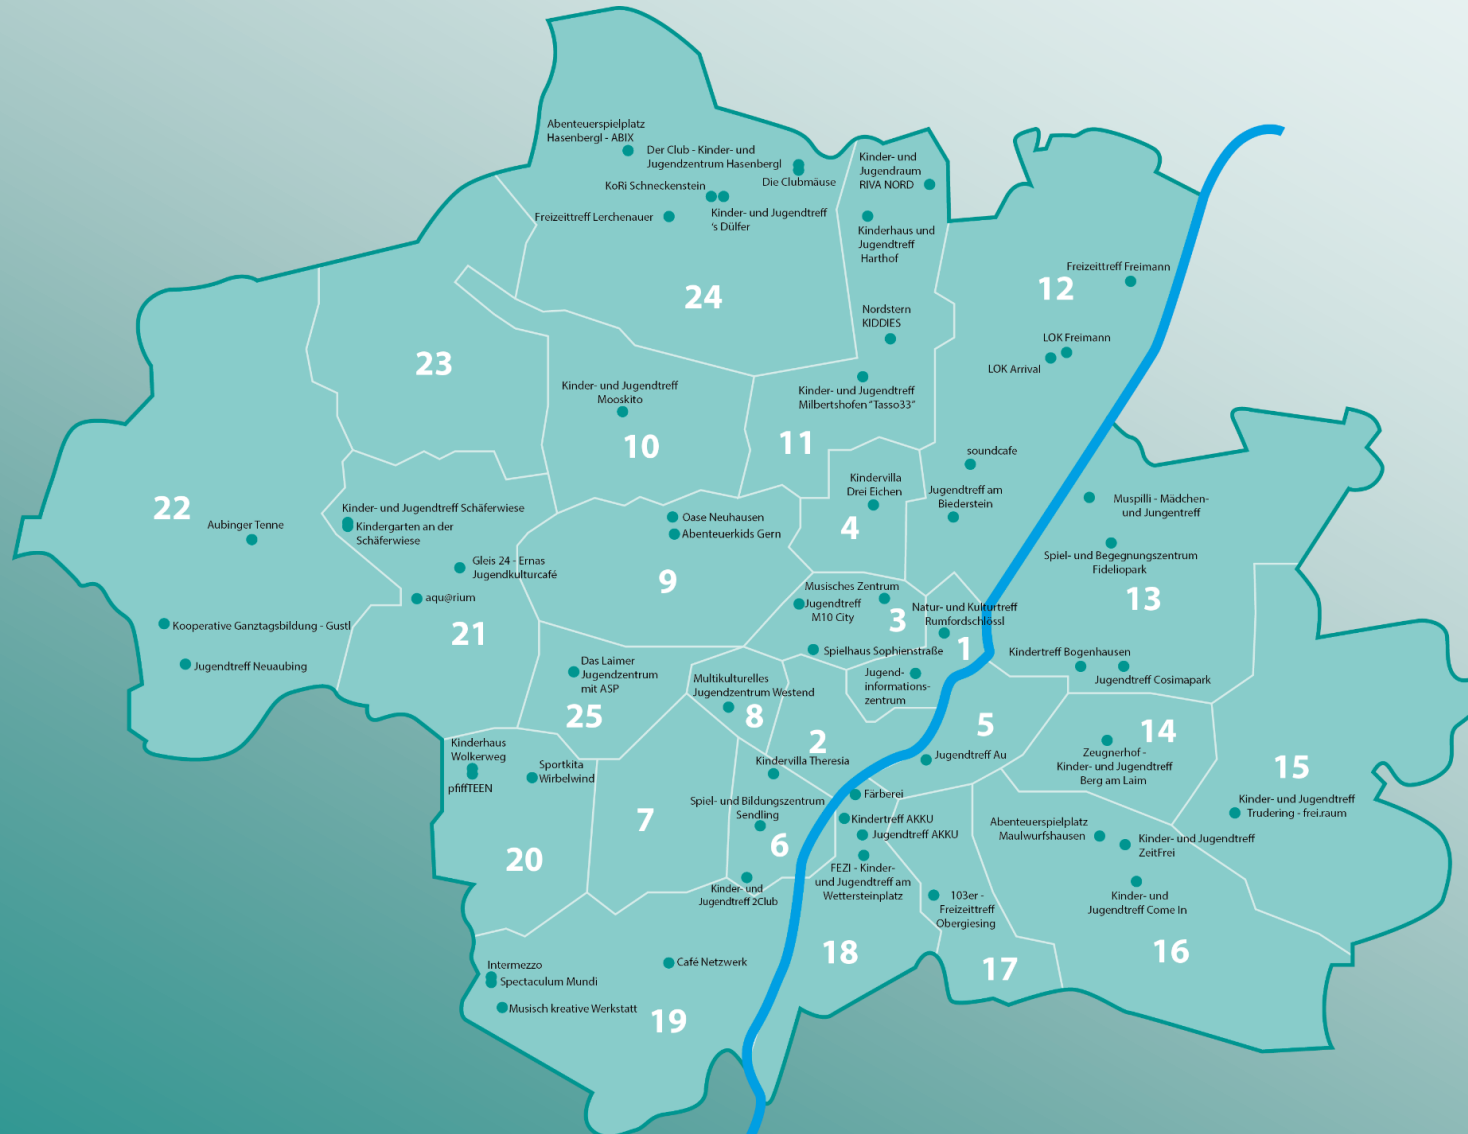 Abenteuerspielplatz
Hasenbergl - ABIX
Der Club - Kinder- und
Jugendzentrum Hasenbergl
Die Clubmäuse
KoRi Schneckenstein
Kinder- und Jugendtreff
's Dülfer
Freizeittreff Lerchenauer
24
Kinder- und
Jugendraum
RIVA NORD
Kinderhaus und
Jugendtreff
Harthof
Nordstern
KIDDIES
Kinder- und Jugendtreff
Milbertshofen “Tasso33”
11
12
Freizeittreff Freimann
LOK Freimann
LOK Arrival
soundcafe
Jugendtreff am
Biederstein
23
Kinder- und Jugendtreff
Mooskito
10
Kindervilla
Drei Eichen
4
22
Aubinger Tenne
Kooperative Ganztagsbildung - Gustl
Jugendtreff Neuaubing
Kinder- und Jugendtreff Schäferwiese
Kindergarten an der
Schäferwiese
Gleis 24 - Ernas
Jugendkulturcafé
aqu@rium
21
Oase Neuhausen
Abenteuerkids Gern
9
Musisches Zentrum
Jugendtreff
M10 City
3
Spielhaus Sophienstraße
Natur- und Kulturtreff
Rumfordschlössl
1
Jugend-
informations-
zentrum
Muspilli - Mädchen-
und Jungentreff
Spiel- und Begegnungszentrum
Fideliopark
13
Kindertreff Bogenhausen
Jugendtreff Cosimapark
Das Laimer
Jugendzentrum
mit ASP
25
Multikulturelles
Jugendzentrum Westend
8
2
5
Jugendtreff Au
14
Zeugnerhof -
Kinder- und Jugendtreff
Berg am Laim
15
Kinder- und Jugendtreff
Trudering - frei.raum
Kinderhaus
Wolkerweg
pfiffTEEN
Sportkita
Wirbelwind
20
7
Kindervilla Theresia
Spiel- und Bildungszentrum
Sendling
6
Kinder- und
Jugendtreff 2Club
Färberei
Kindertreff AKKU
Jugendtreff AKKU
FEZI - Kinder-
und Jugendtreff am
Wettersteinplatz
18
103er -
Freizeittreff
Obergiesing
17
Abenteuerspielplatz
Maulwurfshausen
Kinder- und Jugendtreff
ZeitFrei
Kinder- und
Jugendtreff Come In
16
Intermezzo
Spectaculum Mundi
Musisch kreative Werkstatt
Café Netzwerk
19